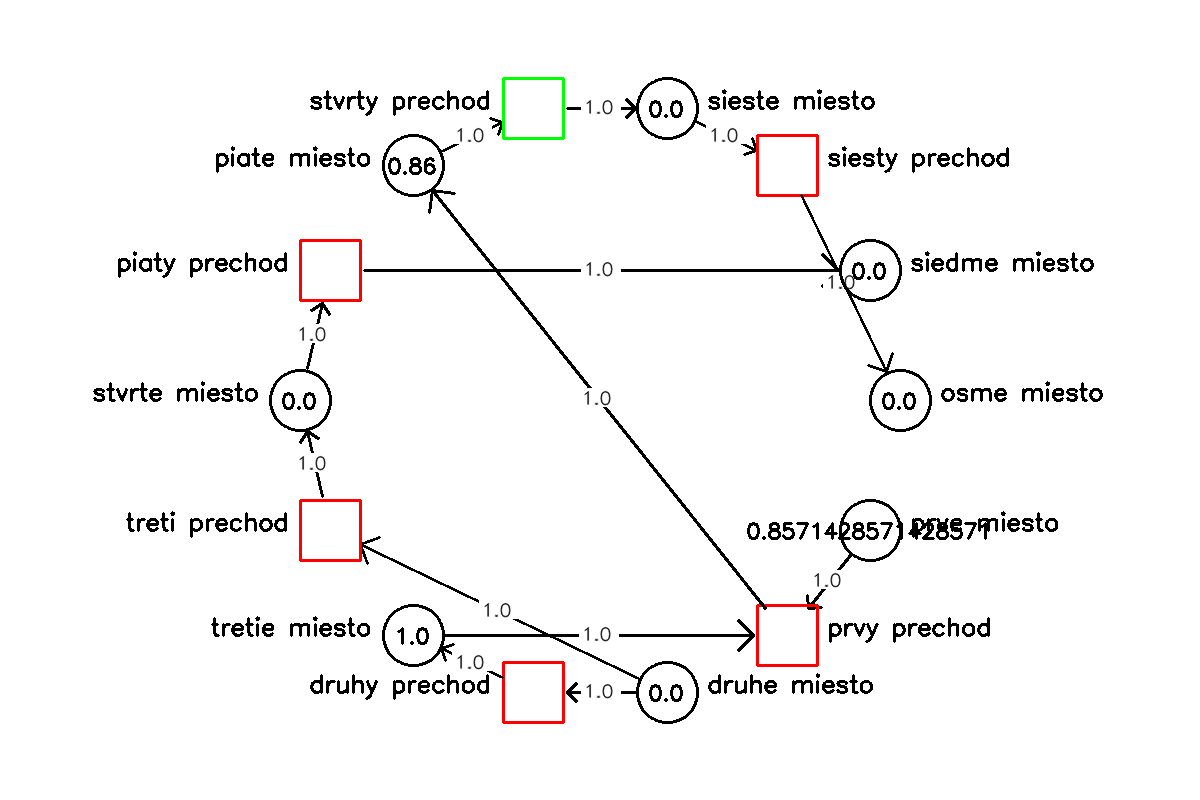 stvrty prechod
1.0
0.0
sieste miesto
1.0
1.0
piate miesto
0.86
siesty prechod
piaty prechod
1.0
0.0
siedme miesto
1.0
1.0
stvrte miesto
0.0
1.0
0.0
osme miesto
1.0
treti prechod
0.8571428571428571
prve miesto
1.0
1.0
tretie miesto
1.0
1.0
prvy prechod
1.0
druhy prechod
1.0
0.0
druhe miesto